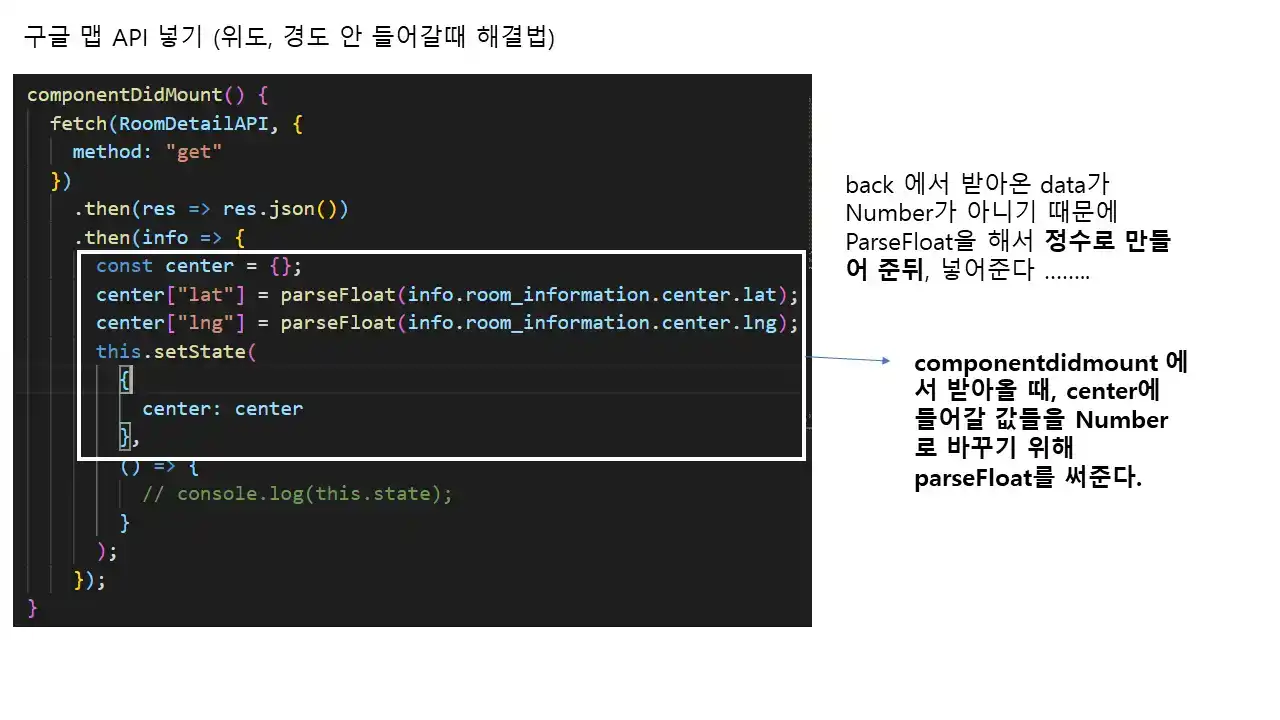 구글 맵 API 넣기 (위도, 경도 안 들어갈때 해결법)
componentDidMount() {
fetch(RoomDetailAPI, {
method: "get"
})
.then(res => res.json())
.then(info => {
const center = {};
center["lat"] = parseFloat(info.room_information.center.lat);
center["lng"] = parseFloat(info.room_information.center.lng);
this.setState(
{
center: center
},
() => {
// console.log(this.state);
}
);
});
}
back 에서 받아온 data가
Number가 아니기 때문에
ParseFloat을 해서 정수로 만들
어 준뒤, 넣어준다 ........
componentdidmount 에
서 받아올 때, center에
들어갈 값들을 Number
로 바꾸기 위해
parseFloat를 써준다.